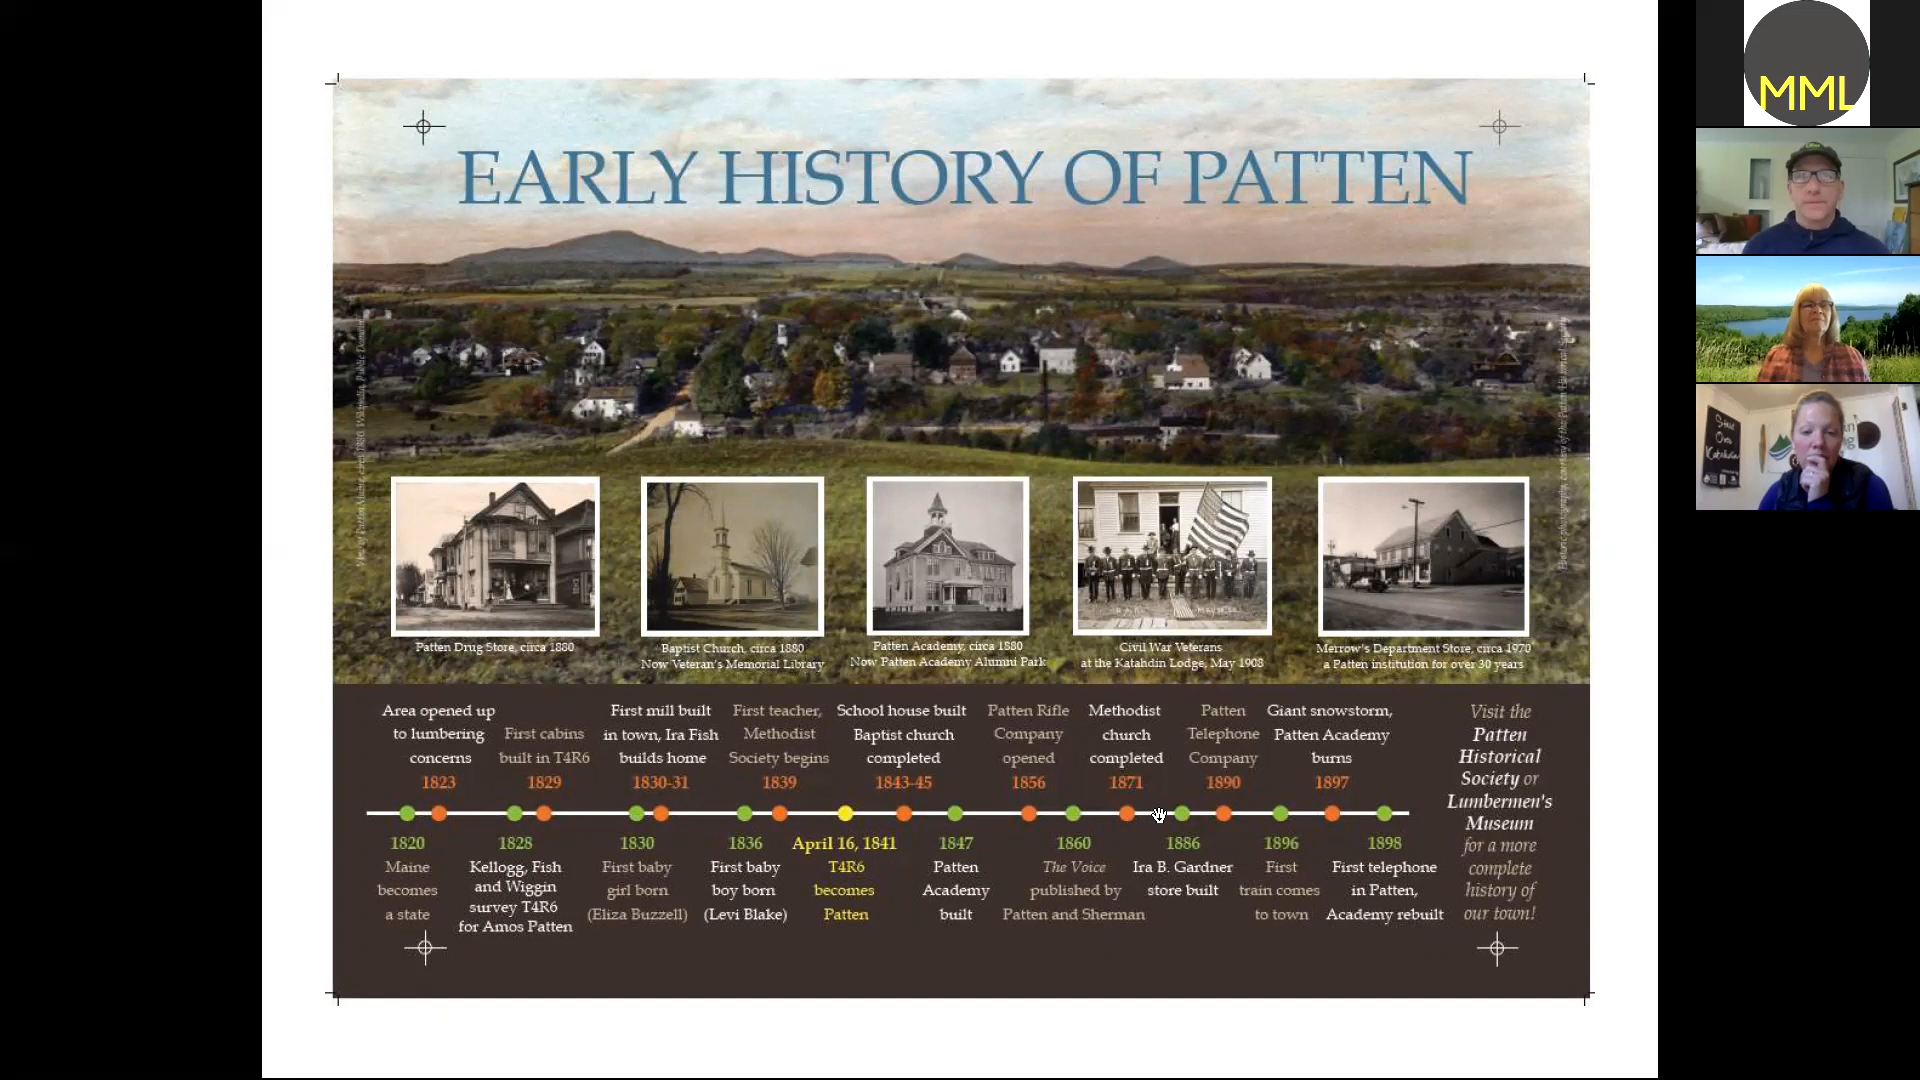 EARLY HISTORY OF PATTEN
Patten Drug Store, circa 1880
Baptist Church, circa 1880
Now Veteran's Memorial Library
Patten Academy, circa 1880
Now Patten Academy Alumni Park
Civil War Veterans
at the Katahdin Lodge, May 1908
Merrow's Department Store, circa 1970
a Patten institution for over 30 years
Area opened up
to lumbering
concerns
1823
First cabins
built in T4R6
1829
First mill built
in town, Ira Fish
builds home
1830-31
First teacher,
Methodist
Society begins
1839
School house built
Baptist church
completed
1843-45
Patten Rifle
Company
opened
1856
Methodist
church
completed
1871
Patten
Telephone
Company
1890
Giant snowstorm,
Patten Academy
burns
1897
1820
Maine
becomes
a state
1828
Kellogg, Fish
and Wiggin
survey T4R6
for Amos Patten
1830
First baby
girl born
(Eliza Buzzell)
1836
First baby
boy born
(Levi Blake)
April 16, 1841
T4R6
becomes
Patten
1847
Patten
Academy
built
1860
The Voice
published by
Patten and Sherman
1886
Ira B. Gardner
store built
1896
First
train comes
to town
1898
First telephone
in Patten,
Academy rebuilt
Visit the
Patten
Historical
Society or
Lumbermen's
Museum
for a more
complete
history of
our town!
MML
Katahdin